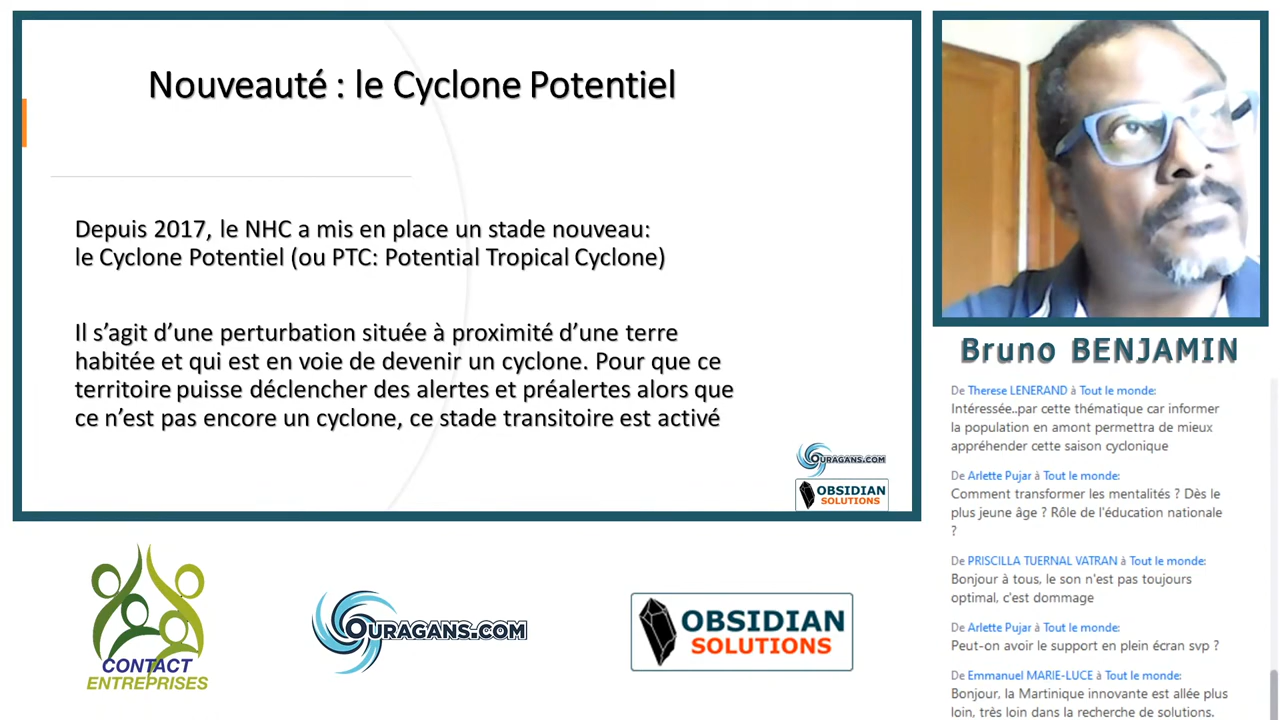 Nouveauté : le Cyclone Potentiel
Depuis 2017, le NHC a mis en place un stade nouveau:
le Cyclone Potentiel (ou PTC: Potential Tropical Cyclone)
Il s’agit d’une perturbation située à proximité d’une terre
habitée et qui est en voie de devenir un cyclone. Pour que ce
territoire puisse déclencher des alertes et préalertes alors que
ce n’est pas encore un cyclone, ce stade transitoire est activé
OURAGANS.COM
OBSIDIAN
SOLUTIONS
CONTACT
ENTREPRISES
OURAGANS.COM
OBSIDIAN
SOLUTIONS
Bruno BENJAMIN
De Therese LENERAND à Tout le monde:
Intéressée..par cette thématique car informer
la population en amont permettra de mieux
appréhender cette saison cyclonique
De Arlette Pujar à Tout le monde:
Comment transformer les mentalités ? Dès le
plus jeune âge ? Rôle de l'éducation nationale
?
De PRISCILLA TUERNAL VATRAN à Tout le monde:
Bonjour à tous, le son n'est pas toujours
optimal, c'est dommage
De Arlette Pujar à Tout le monde:
Peut-on avoir le support en plein écran svp ?
De Emmanuel MARIE-LUCE à Tout le monde:
Bonjour, la Martinique innovante est allée plus
loin, très loin dans la recherche de solutions.